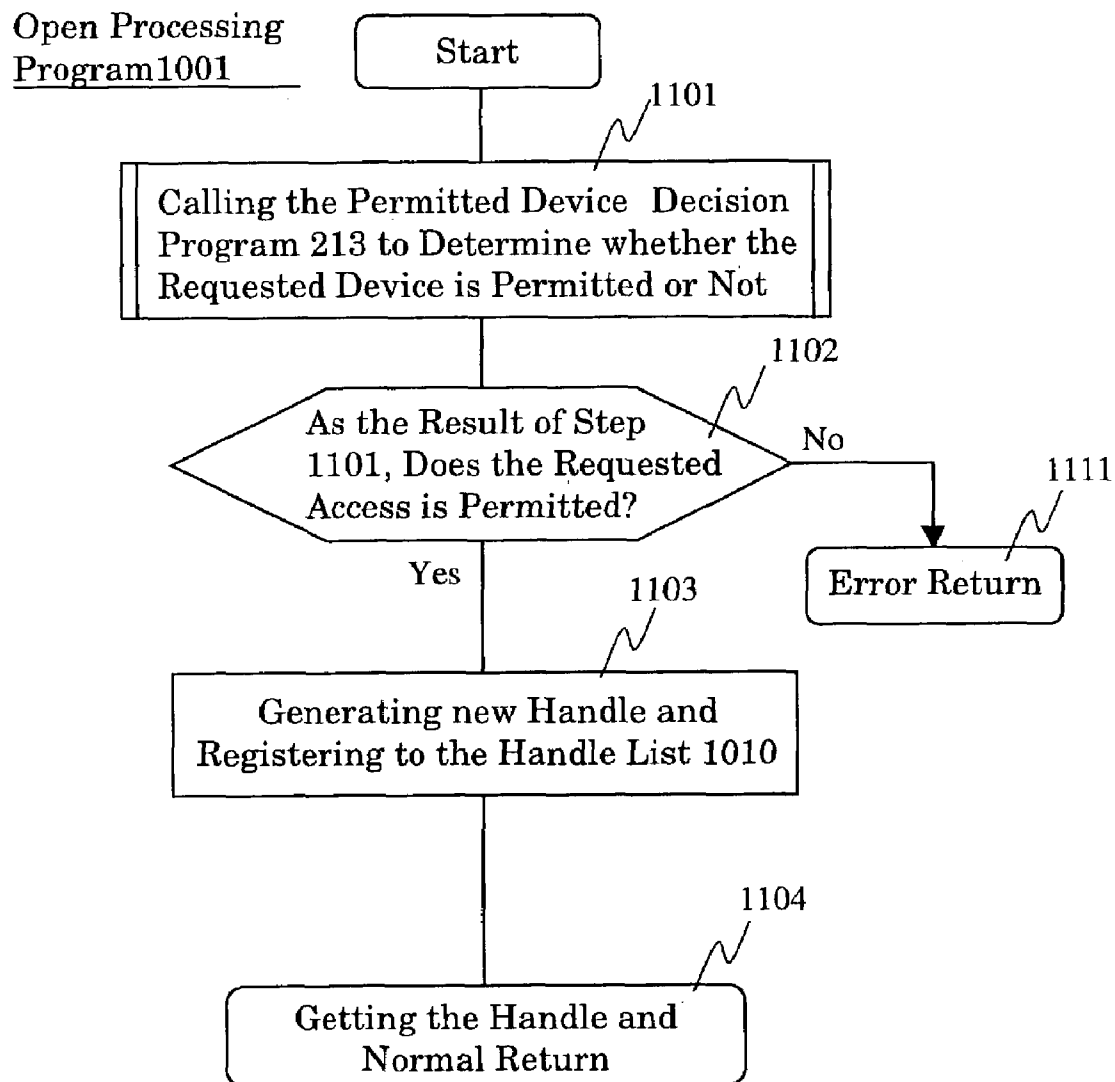 Open Processing
Program1001
Start
1101
Calling the Permitted Device Decision
Program 213 to Determine whether the
Requested Device is Permitted or Not
1102
As the Result of Step
1101, Does the Requested
Access is Permitted?
No
1111
Error Return
Yes
1103
Generating new Handle and
Registering to the Handle List 1010
1104
Getting the Handle and
Normal Return